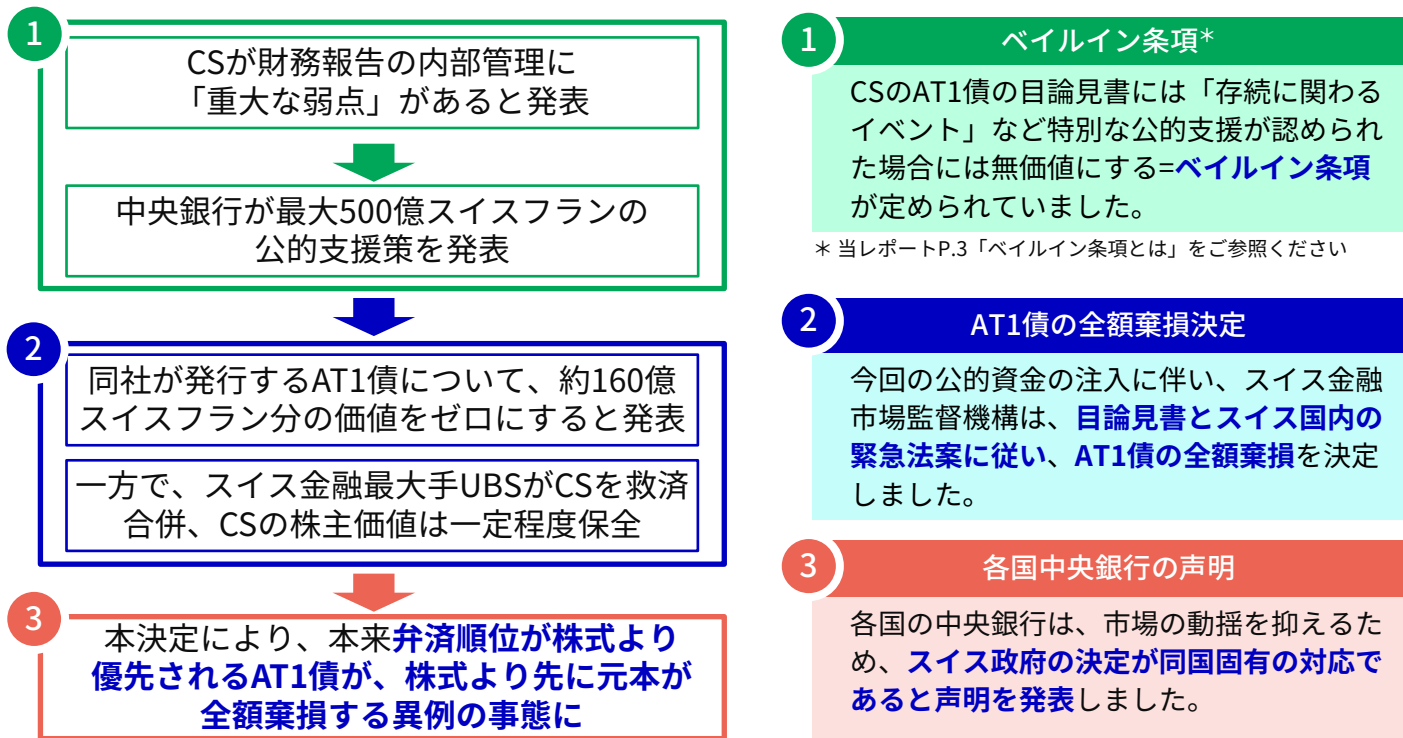 1
CSが財務報告の内部管理に
「重大な弱点」があると発表
中央銀行が最大500億スイスフランの
公的支援策を発表
2
同社が発行するAT1債について、約160億
スイスフラン分の価値をゼロにすると発表
一方で、スイス金融最大手UBSがCSを救済
合併、CSの株主価値は一定程度保全
3
本決定により、本来弁済順位が株式より
優先されるAT1債が、株式より先に元本が
全額棄損する異例の事態に
1
ベイルイン条項*
CSのAT1債の目論見書には「存続に関わる
イベント」など特別な公的支援が認められ
た場合には無価値にする=ベイルイン条項
が定められていました。
* 当レポートP.3「ベイルイン条項とは」をご参照ください
2
AT1債の全額棄損決定
今回の公的資金の注入に伴い、スイス金融
市場監督機構は、目論見書とスイス国内の
緊急法案に従い、AT1債の全額棄損を決定
しました。
3
各国中央銀行の声明
各国の中央銀行は、市場の動揺を抑えるた
め、スイス政府の決定が同国固有の対応で
あると声明を発表しました。